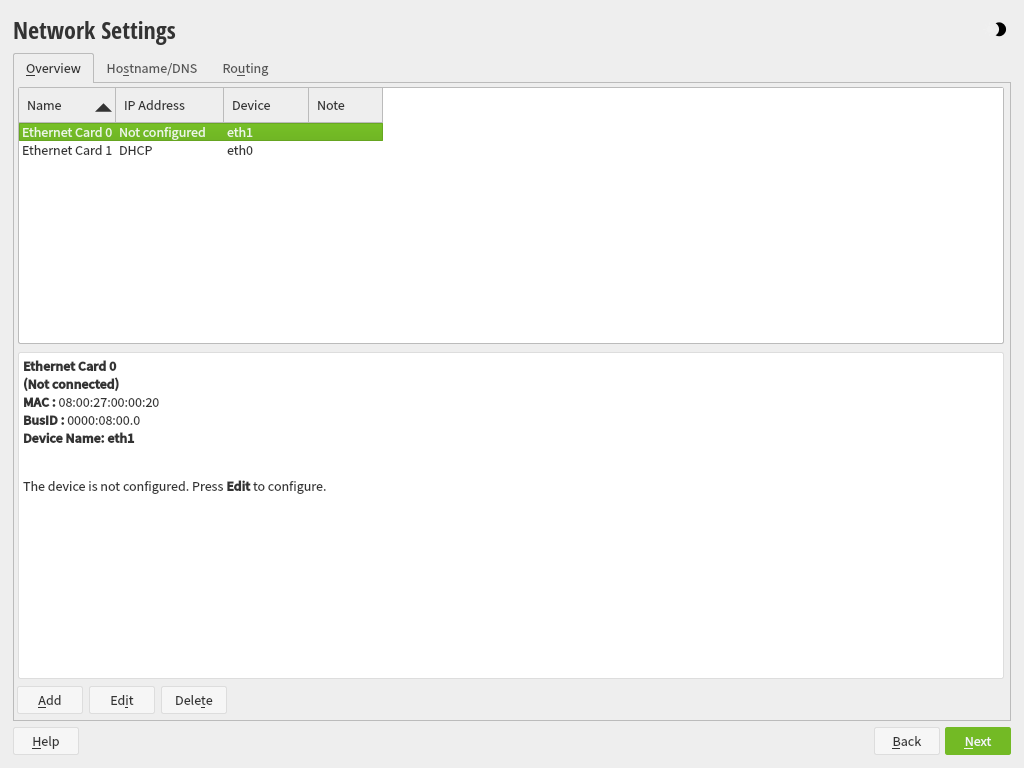 Network Settings
Overview Hostname/DNS Routing
Name IP Address Device Note
Ethernet Card 0 Not configured eth1
Ethernet Card 1 DHCP eth0
Ethernet Card 0
(Not connected)
MAC : 08:00:27:00:00:20
BusID : 0000:08:00.0
Device Name: eth1
The device is not configured. Press Edit to configure.
Add Edit Delete
Help Back Next